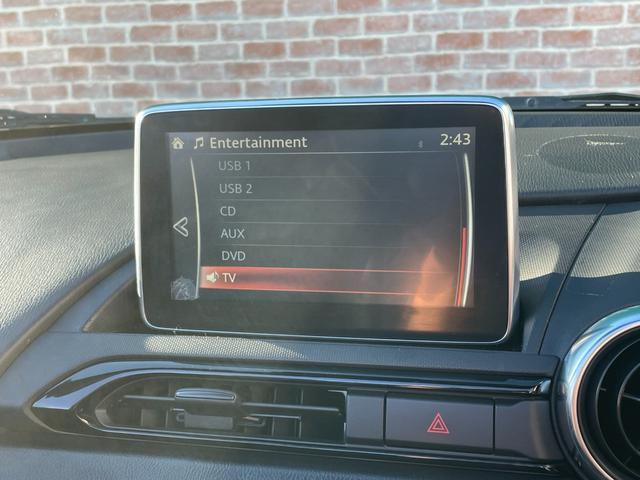 Entertainment 2:43
USB 1
USB 2
CD
AUX
DVD
TV